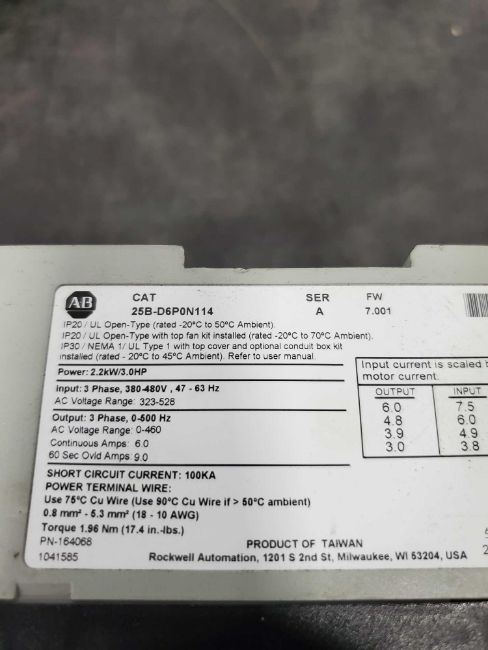 AB
CAT
SER
FW
25B-D6P0N114
A
7.001
IP20 / UL Open-Type (rated -20°C to 50°C Ambient).
IP20 / UL Open-Type with top fan kit installed (rated -20°C to 70°C Ambient).
IP30 / NEMA 1/ UL Type 1 with top cover and optional conduit box kit
installed (rated - 20°C to 45°C Ambient). Refer to user manual.
Power: 2.2kW/3.0HP
Input: 3 Phase, 380-480V , 47 - 63 Hz
AC Voltage Range: 323-528
Output: 3 Phase, 0-500 Hz
AC Voltage Range: 0-460
Continuous Amps: 6.0
60 Sec Ovld Amps 9.0
Input current is scaled
motor current.
OUTPUT INPUT
6.0 7.5
4.8 6.0
3.9 4.9
3.0 3.8
SHORT CIRCUIT CURRENT: 100KA
POWER TERMINAL WIRE:
Use 75°C Cu Wire (Use 90°C Cu Wire if > 50°C ambient)
0.8 mm² - 5.3 mm² (18 - 10 AWG)
Torque 1.96 Nm (17.4 in.-lbs.)
PN-164068
1041585
PRODUCT OF TAIWAN
Rockwell Automation, 1201 S 2nd St, Milwaukee, WI 53204, USA